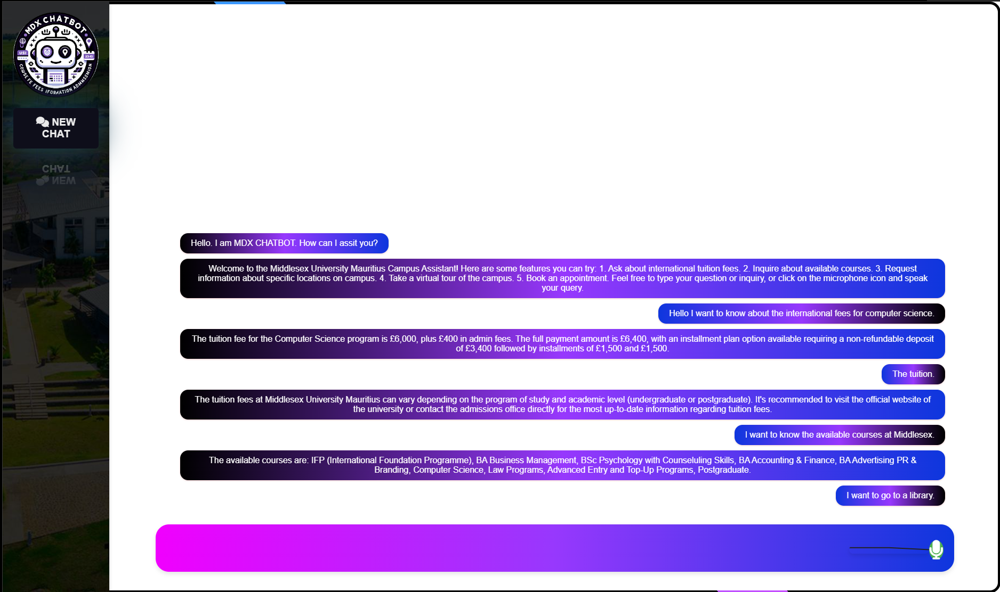 MDX CHATBOT
USI
23-13
COWSE FE FEES IFORMATION ADMMSSMION
NEW
CHAT
CHAT
NEW
Hello. I am MDX CHATBOT. How can I assit you?
Welcome to the Middlesex University Mauritius Campus Assistant! Here are some features you can try: 1. Ask about international tuition fees. 2. Inquire about available courses. 3. Request
information about specific locations on campus. 4. Take a virtual tour of the campus. 5. Book an appointment. Feel free to type your question or inquiry, or click on the microphone icon and speak
your query.
Hello I want to know about the international fees for computer science.
The tuition fee for the Computer Science program is £6,000, plus £400 in admin fees. The full payment amount is £6,400, with an installment plan option available requiring a non-refundable deposit
of £3,400 followed by installments of £1,500 and £1,500.
The tuition.
The tuition fees at Middlesex University Mauritius can vary depending on the program of study and academic level (undergraduate or postgraduate). It's recommended to visit the official website of
the university or contact the admissions office directly for the most up-to-date information regarding tuition fees.
I want to know the available courses at Middlesex.
The available courses are: IFP (International Foundation Programme), BA Business Management, BSc Psychology with Counseluling Skills, BA Accounting & Finance, BA Advertising PR &
Branding, Computer Science, Law Programs, Advanced Entry and Top-Up Programs, Postgraduate.
I want to go to a library.